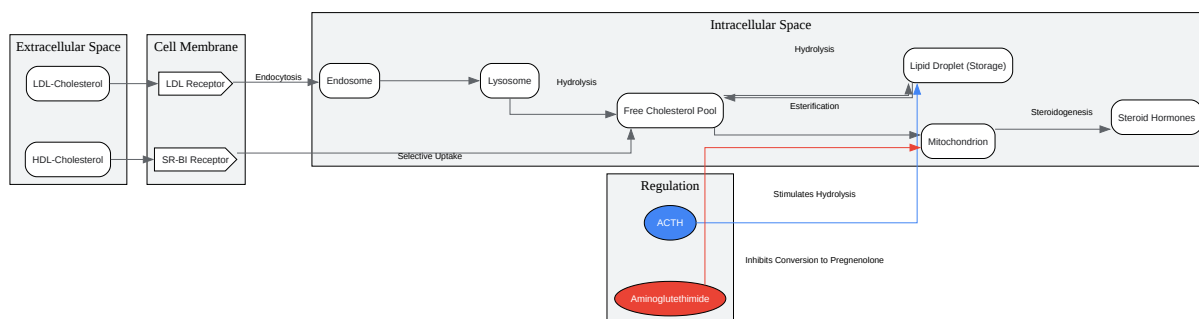 Intracellular Space
Extracellular Space
Cell Membrane
LDL-Cholesterol
LDL Receptor
Endocytosis
Endosome
Lysosome
Hydrolysis
Hydrolysis
Lipid Droplet (Storage)
Free Cholesterol Pool
Esterification
Steroidogenesis
Steroid Hormones
Mitochondrion
HDL-Cholesterol
SR-BI Receptor
Selective Uptake
Regulation
Stimulates Hydrolysis
ACTH
Inhibits Conversion to Pregnenolone
Aminoglutethimide